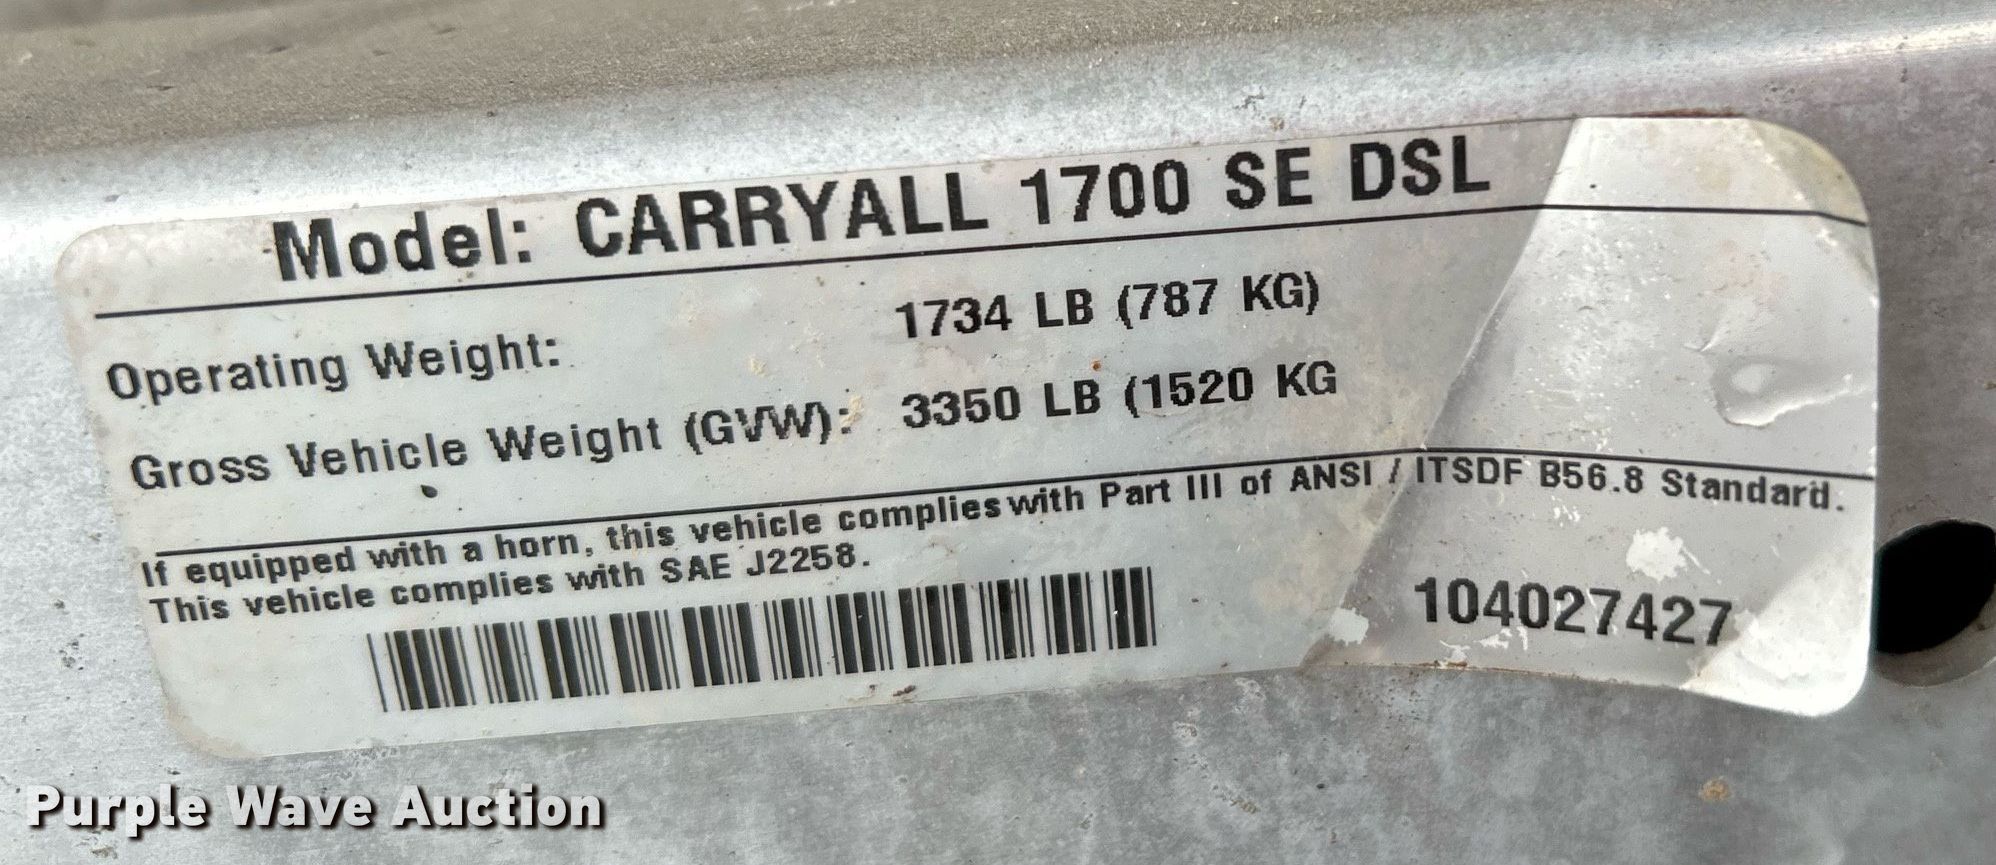 Model: CARRYALL 1700 SE DSL
Operating Weight: 1734 LB (787 KG)
Gross Vehicle Weight (GVW): 3350 LB (1520 KG
If equipped with a horn, this vehicle complies with Part III of ANSI / ITSDF B56.8 Standard.
This vehicle complies with SAE J2258.
104027427
Purple Wave Auction